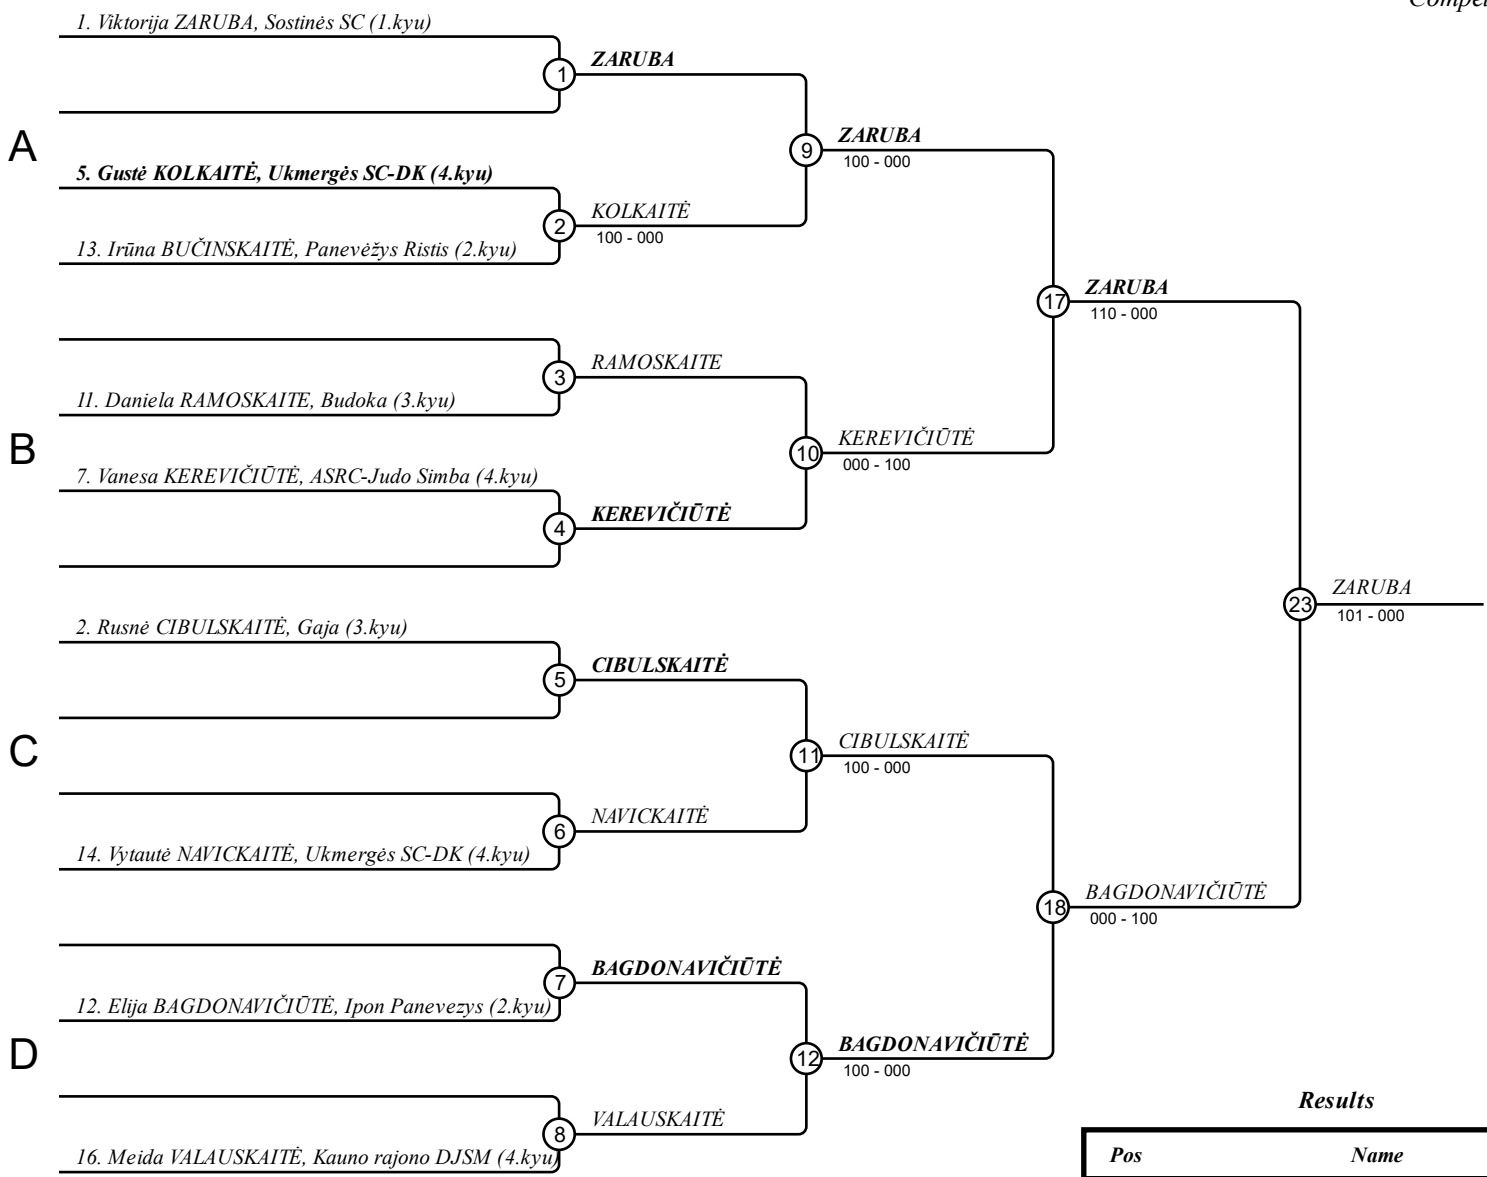 1. Viktorija ZARUBA, Sostinės SC (1.kyu)
ZARUBA
1
A
ZARUBA
9
100 - 000
5. Gustė KOLKAITĖ, Ukmergės SC-DK (4.kyu)
KOLKAITĖ
2
100 - 000
13. Irūna BUČINSKAITĖ, Panevėžys Ristis (2.kyu)
ZARUBA
17
110 - 000
RAMOSKAITE
3
11. Daniela RAMOSKAITE, Budoka (3.kyu)
B
KEREVIČIŪTĖ
10
000 - 100
7. Vanesa KEREVIČIŪTĖ, ASRC-Judo Simba (4.kyu)
KEREVIČIŪTĖ
4
ZARUBA
23
101 - 000
2. Rusnė CIBULSKAITĖ, Gaja (3.kyu)
CIBULSKAITĖ
5
C
CIBULSKAITĖ
11
100 - 000
NAVICKAITĖ
6
14. Vytautė NAVICKAITĖ, Ukmergės SC-DK (4.kyu)
BAGDONAVIČIŪTĖ
18
000 - 100
BAGDONAVIČIŪTĖ
7
12. Elija BAGDONAVIČIŪTĖ, Ipon Panevezys (2.kyu)
D
BAGDONAVIČIŪTĖ
12
100 - 000
VALAUSKAITĖ
8
16. Meida VALAUSKAITĖ, Kauno rajono DJSM (4.kyu)
Results
Pos Name